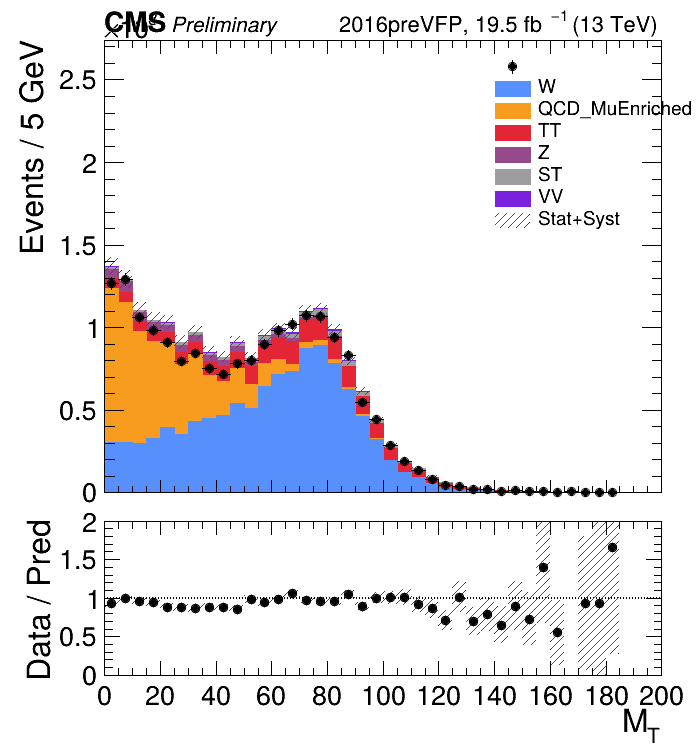 CMS Preliminary 2016preVFP, 19.5 fb⁻¹ (13 TeV)
Events / 5 GeV
2.5
2
1.5
1
0.5
0
W
QCD_MuEnriched
TT
Z
ST
VV
Stat+Syst
Data / Pred
2
1.5
1
0.5
0
0 20 40 60 80 100 120 140 160 180 200
M_T